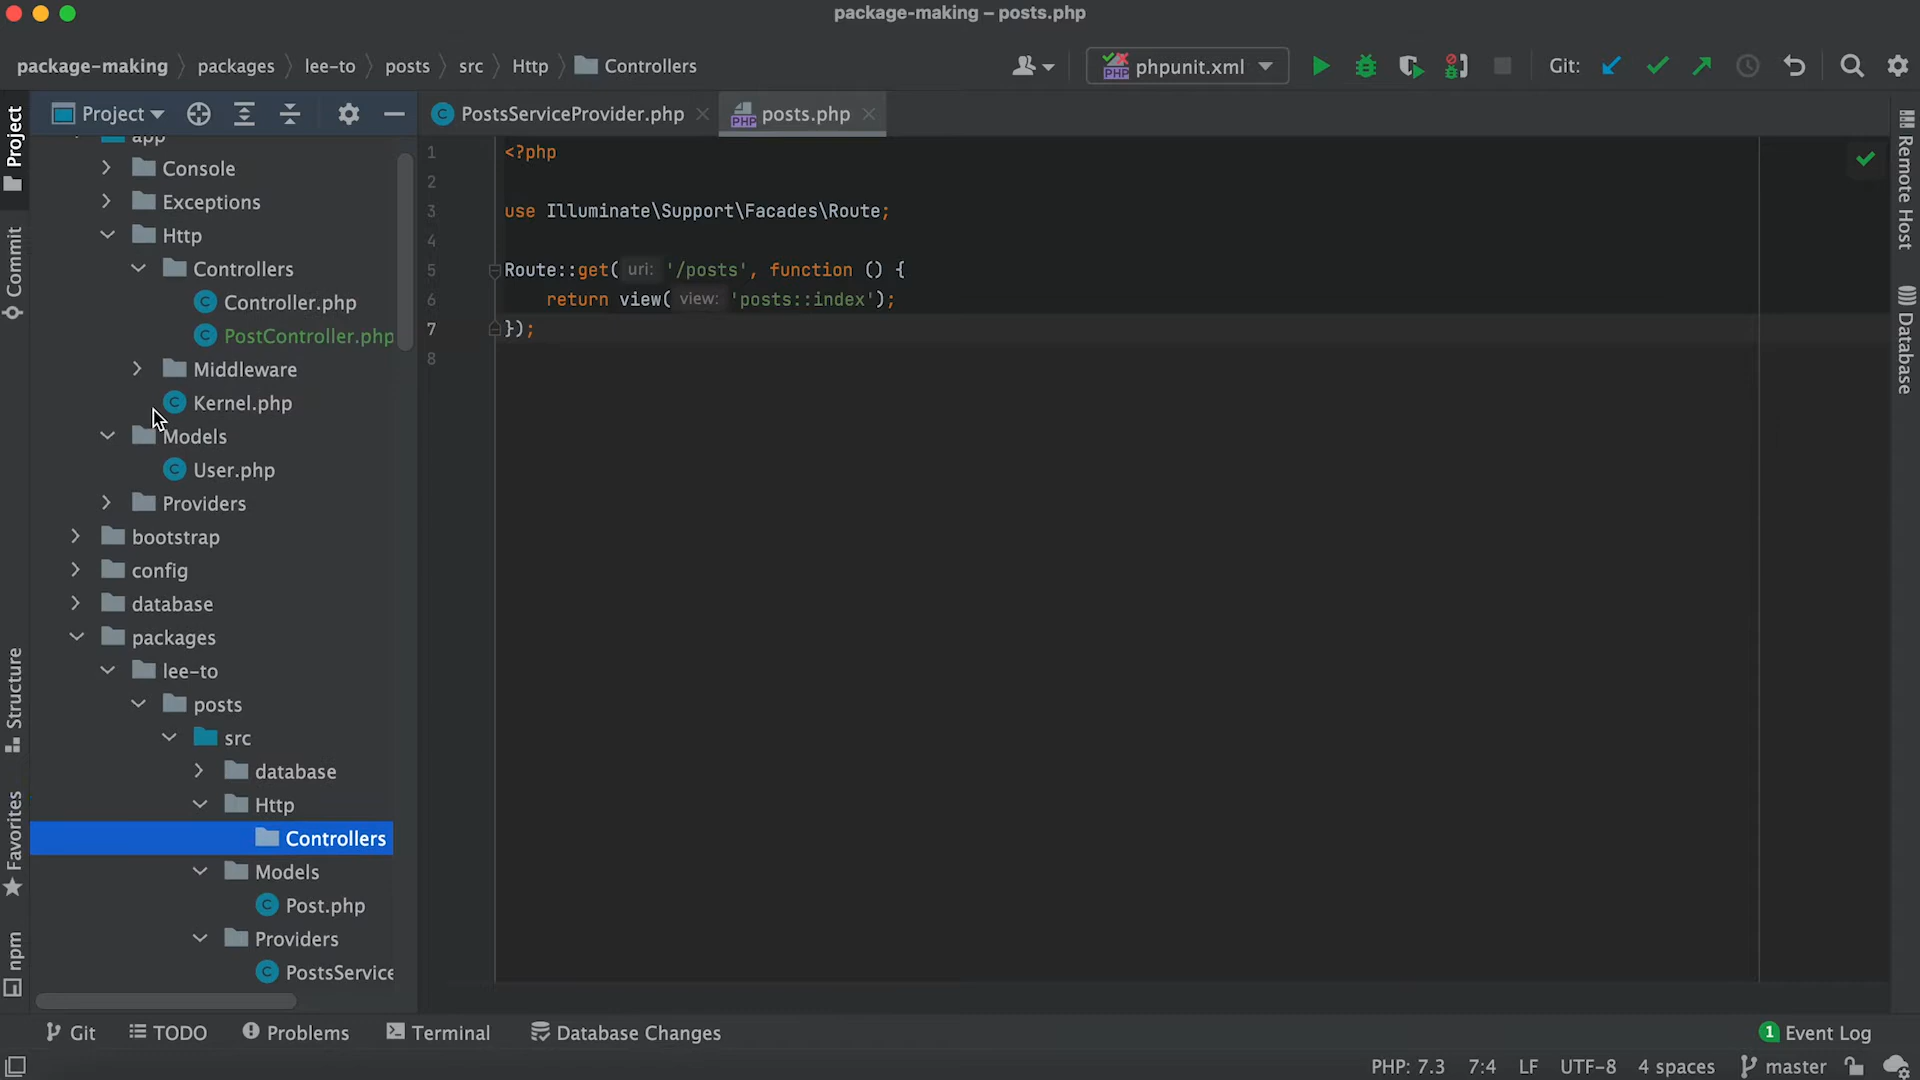 package-making – posts.php
package-making packages lee-to posts src Http Controllers
phpunit.xml
Git:
Project
PostsServiceProvider.php
posts.php
Project
Commit
Structure
Favorites
npm
app
Console
Exceptions
Http
Controllers
Controller.php
PostController.php
Middleware
Kernel.php
Models
User.php
Providers
bootstrap
config
database
packages
lee-to
posts
src
database
Http
Controllers
Models
Post.php
Providers
PostsService
1 <?php
2
3 use Illuminate\Support\Facades\Route;
4
5 Route::get( uri: '/posts', function () {
6 return view( view: 'posts::index');
7 });
8
Remote Host
Database
Git TODO Problems Terminal Database Changes
1 Event Log
PHP: 7.3 7:4 LF UTF-8 4 spaces master